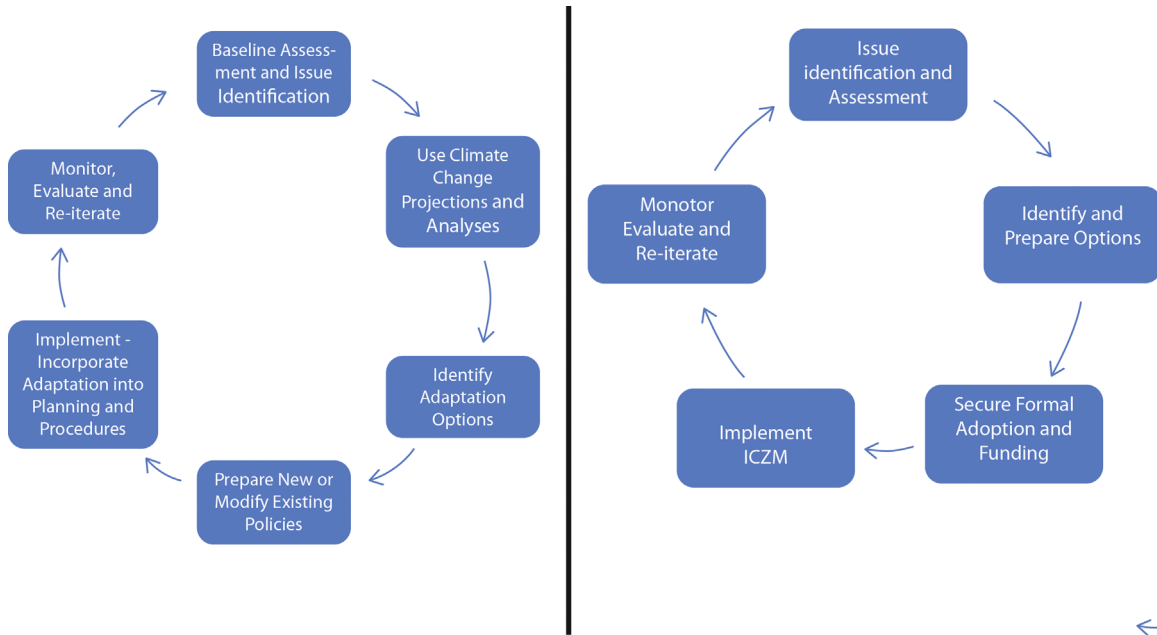 Baseline Assess-
ment and Issue
Identification
Use Climate
Change
Projections and
Analyses
Identify
Adaptation
Options
Prepare New or
Modify Existing
Policies
Implement -
Incorporate
Adaptation into
Planning and
Procedures
Monitor,
Evaluate and
Re-iterate
Issue
identification and
Assessment
Identify and
Prepare Options
Secure Formal
Adoption and
Funding
Implement
ICZM
Monotor
Evaluate and
Re-iterate